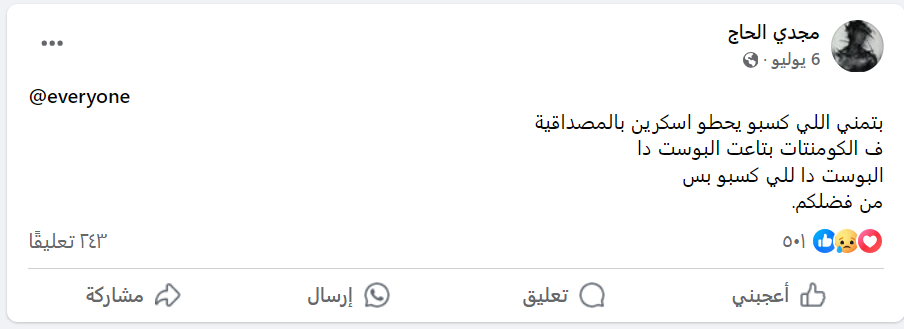 مجدي الحاج
6 يوليو ·
@everyone
بتمني اللي كسبو يحطو اسكرين بالمصداقية
ف الكومنتات بتاعت البوست دا
البوست دا للي كسبو بس
من فضلكم.
٥٠١
٢٤٣ تعليقًا
أعجبني
تعليق
إرسال
مشاركة